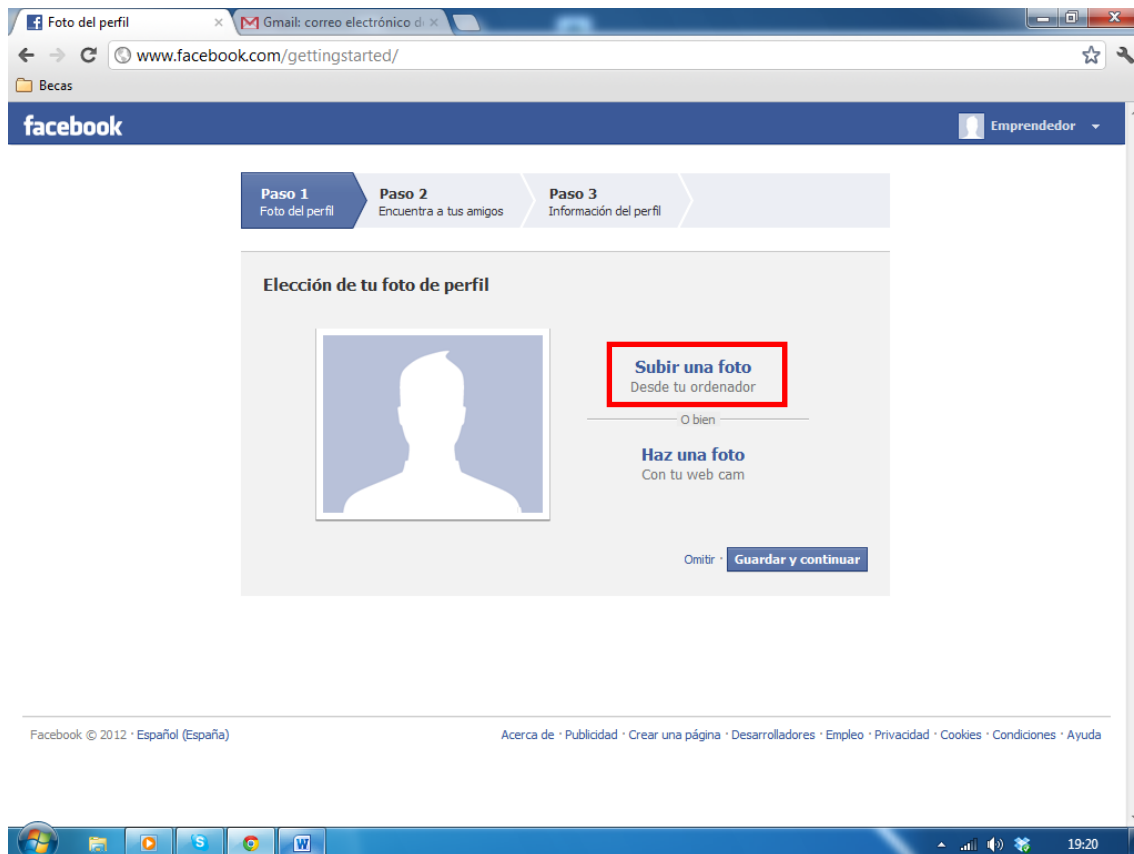 Foto del perfil
Gmail: correo electrónico d
www.facebook.com/gettingstarted/
Becas
facebook
Emprendedor
Paso 1
Foto del perfil
Paso 2
Encuentra a tus amigos
Paso 3
Información del perfil
Elección de tu foto de perfil
Subir una foto
Desde tu ordenador
O bien
Haz una foto
Con tu web cam
Omitir · Guardar y continuar
Facebook © 2012 · Español (España)
Acerca de · Publicidad · Crear una página · Desarrolladores · Empleo · Privacidad · Cookies · Condiciones · Ayuda
19:20